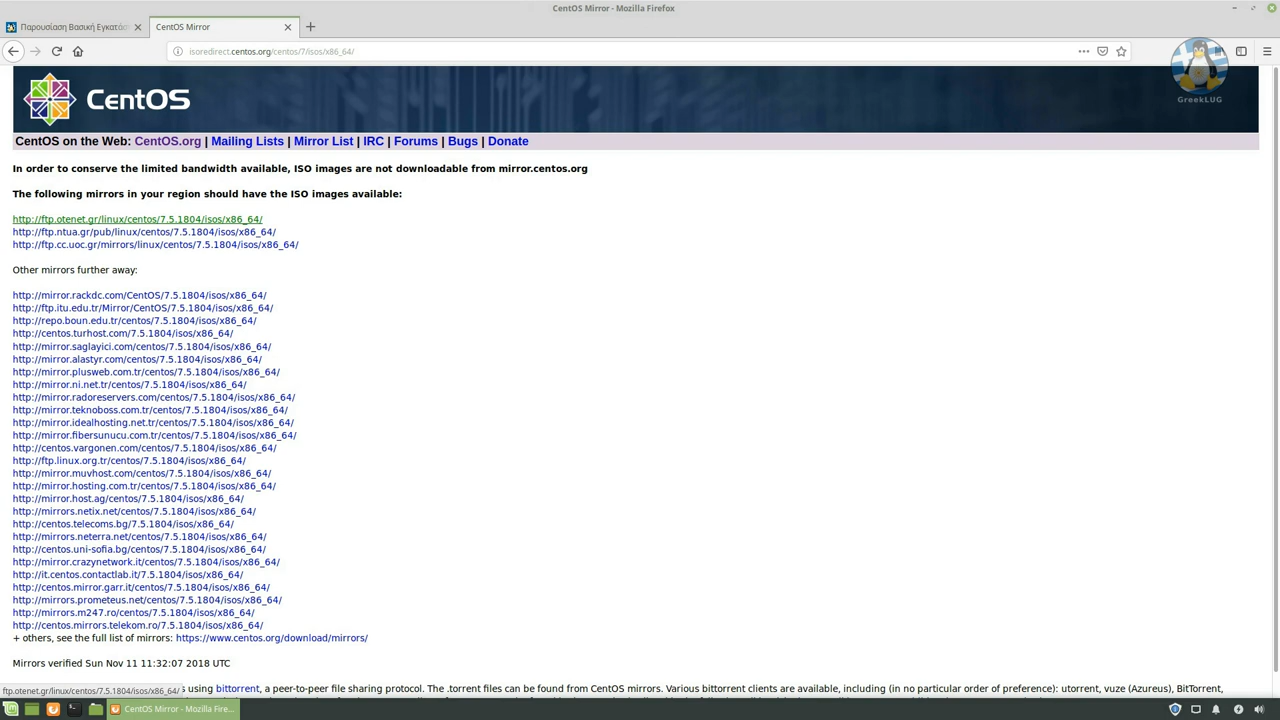 CentOS Mirror - Mozilla Firefox
Παρουσίαση Βασική Εγκατάσ
CentOS Mirror
isoredirect.centos.org/centos/7/isos/x86_64/
GreekLUG
CentOS
CentOS on the Web: CentOS.org | Mailing Lists | Mirror List | IRC | Forums | Bugs | Donate
In order to conserve the limited bandwidth available, ISO images are not downloadable from mirror.centos.org
The following mirrors in your region should have the ISO images available:
http://ftp.otenet.gr/linux/centos/7.5.1804/isos/x86_64/
http://ftp.ntua.gr/pub/linux/centos/7.5.1804/isos/x86_64/
http://ftp.cc.uoc.gr/mirrors/linux/centos/7.5.1804/isos/x86_64/
Other mirrors further away:
http://mirror.rackdc.com/CentOS/7.5.1804/isos/x86_64/
http://ftp.itu.edu.tr/Mirror/CentOS/7.5.1804/isos/x86_64/
http://repo.boun.edu.tr/centos/7.5.1804/isos/x86_64/
http://centos.turhost.com/7.5.1804/isos/x86_64/
http://mirror.saglayici.com/centos/7.5.1804/isos/x86_64/
http://mirror.alastyr.com/centos/7.5.1804/isos/x86_64/
http://mirror.plusweb.com.tr/centos/7.5.1804/isos/x86_64/
http://mirror.ni.net.tr/centos/7.5.1804/isos/x86_64/
http://mirror.radoreservers.com/centos/7.5.1804/isos/x86_64/
http://mirror.teknoboss.com.tr/centos/7.5.1804/isos/x86_64/
http://mirror.idealhosting.net.tr/centos/7.5.1804/isos/x86_64/
http://mirror.fibersunucu.com.tr/centos/7.5.1804/isos/x86_64/
http://centos.vargonen.com/centos/7.5.1804/isos/x86_64/
http://ftp.linux.org.tr/centos/7.5.1804/isos/x86_64/
http://mirror.muvhost.com/centos/7.5.1804/isos/x86_64/
http://mirror.hosting.com.tr/centos/7.5.1804/isos/x86_64/
http://mirror.host.ag/centos/7.5.1804/isos/x86_64/
http://mirrors.netix.net/centos/7.5.1804/isos/x86_64/
http://centos.telecoms.bg/7.5.1804/isos/x86_64/
http://mirrors.neterra.net/centos/7.5.1804/isos/x86_64/
http://centos.uni-sofia.bg/centos/7.5.1804/isos/x86_64/
http://mirror.crazynetwork.it/centos/7.5.1804/isos/x86_64/
http://it.centos.contactlab.it/7.5.1804/isos/x86_64/
http://centos.mirror.garr.it/centos/7.5.1804/isos/x86_64/
http://mirrors.prometeus.net/centos/7.5.1804/isos/x86_64/
http://mirrors.m247.ro/centos/7.5.1804/isos/x86_64/
http://centos.mirrors.telekom.ro/7.5.1804/isos/x86_64/
+ others, see the full list of mirrors: https://www.centos.org/download/mirrors/
Mirrors verified Sun Nov 11 11:32:07 2018 UTC
ftp.otenet.gr/linux/centos/7.5.1804/isos/x86_64/
s using bittorrent, a peer-to-peer file sharing protocol. The .torrent files can be found from CentOS mirrors. Various bittorrent clients are available, including (in no particular order of preference): utorrent, vuze (Azureus), BitTorrent,
CentOS Mirror - Mozilla Firefo...